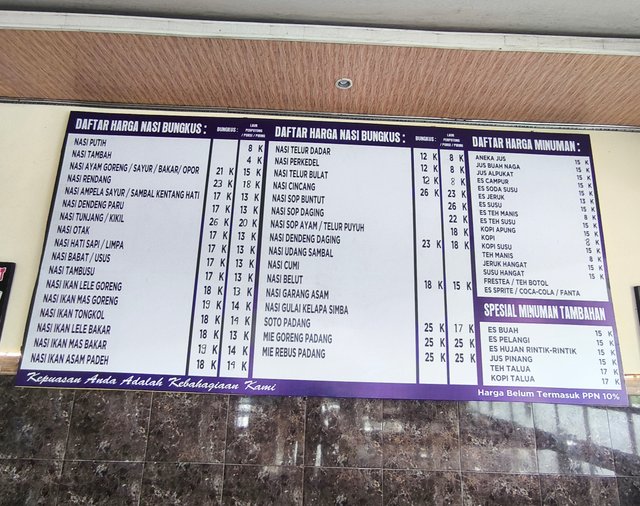 DAFTAR HARGA NASI BUNGKUS :
BUNGKUS :
LAUK PERPOTONG / PORSI / PIRING
NASI PUTIH 8 K
NASI TAMBAH 4 K
NASI AYAM GORENG / SAYUR / BAKAR/ OPOR 21 K 15 K
NASI RENDANG 23 K 18 K
NASI AMPELA SAYUR / SAMBAL KENTANG HATI 17 K 13 K
NASI DENDENG PARU 17 K 13 K
NASI TUNJANG / KIKIL 26 K 20 K
NASI OTAK 17 K 13 K
NASI HATI SAPI / LIMPA 17 K 13 K
NASI BABAT / USUS 17 K 13 K
NASI TAMBUSU 17 K 13 K
NASI IKAN LELE GORENG 18 K 13 K
NASI IKAN MAS GORENG 19 K 14 K
NASI IKAN TONGKOL 18 K 14 K
NASI IKAN LELE BAKAR 18 K 13 K
NASI IKAN MAS BAKAR 19 K 14 K
NASI IKAN ASAM PADEH 18 K 14 K
DAFTAR HARGA NASI BUNGKUS :
BUNGKUS :
LAUK PERPOTONG / PORSI / PIRING
NASI TELUR DADAR 12 K 8 K
NASI PERKEDEL 12 K 8 K
NASI TELUR BULAT 12 K 8 K
NASI CINCANG 26 K 23 K
NASI SOP BUNTUT 26 K
NASI SOP DAGING 22 K
NASI SOP AYAM / TELUR PUYUH 18 K
NASI DENDENG DAGING 23 K 18 K
NASI UDANG SAMBAL
NASI CUMI
NASI BELUT 18 K 15 K
NASI GARANG ASAM
NASI GULAI KELAPA SIMBA
SOTO PADANG 25 K 17 K
MIE GORENG PADANG 25 K 25 K
MIE REBUS PADANG 25 K 25 K
DAFTAR HARGA MINUMAN :
ANEKA JUS 15 K
JUS BUAH NAGA 15 K
JUS ALPUKAT 15 K
ES CAMPUR 15 K
ES SODA SUSU 15 K
ES JERUK 13 K
ES SUSU 15 K
ES TEH MANIS 8 K
ES TEH SUSU 15 K
KOPI APUNG 15 K
KOPI 8 K
KOPI SUSU 15 K
TEH MANIS 8 K
JERUK HANGAT 15 K
SUSU HANGAT 15 K
FRESTEA / TEH BOTOL
ES SPRITE / COCA-COLA / FANTA
SPESIAL MINUMAN TAMBAHAN
ES BUAH 15 K
ES PELANGI 15 K
ES HUJAN RINTIK-RINTIK 15 K
JUS PINANG 15 K
TEH TALUA 17 K
KOPI TALUA 17 K
Kepuasan Anda Adalah Kebahagiaan Kami
Harga Belum Termasuk PPN 10%